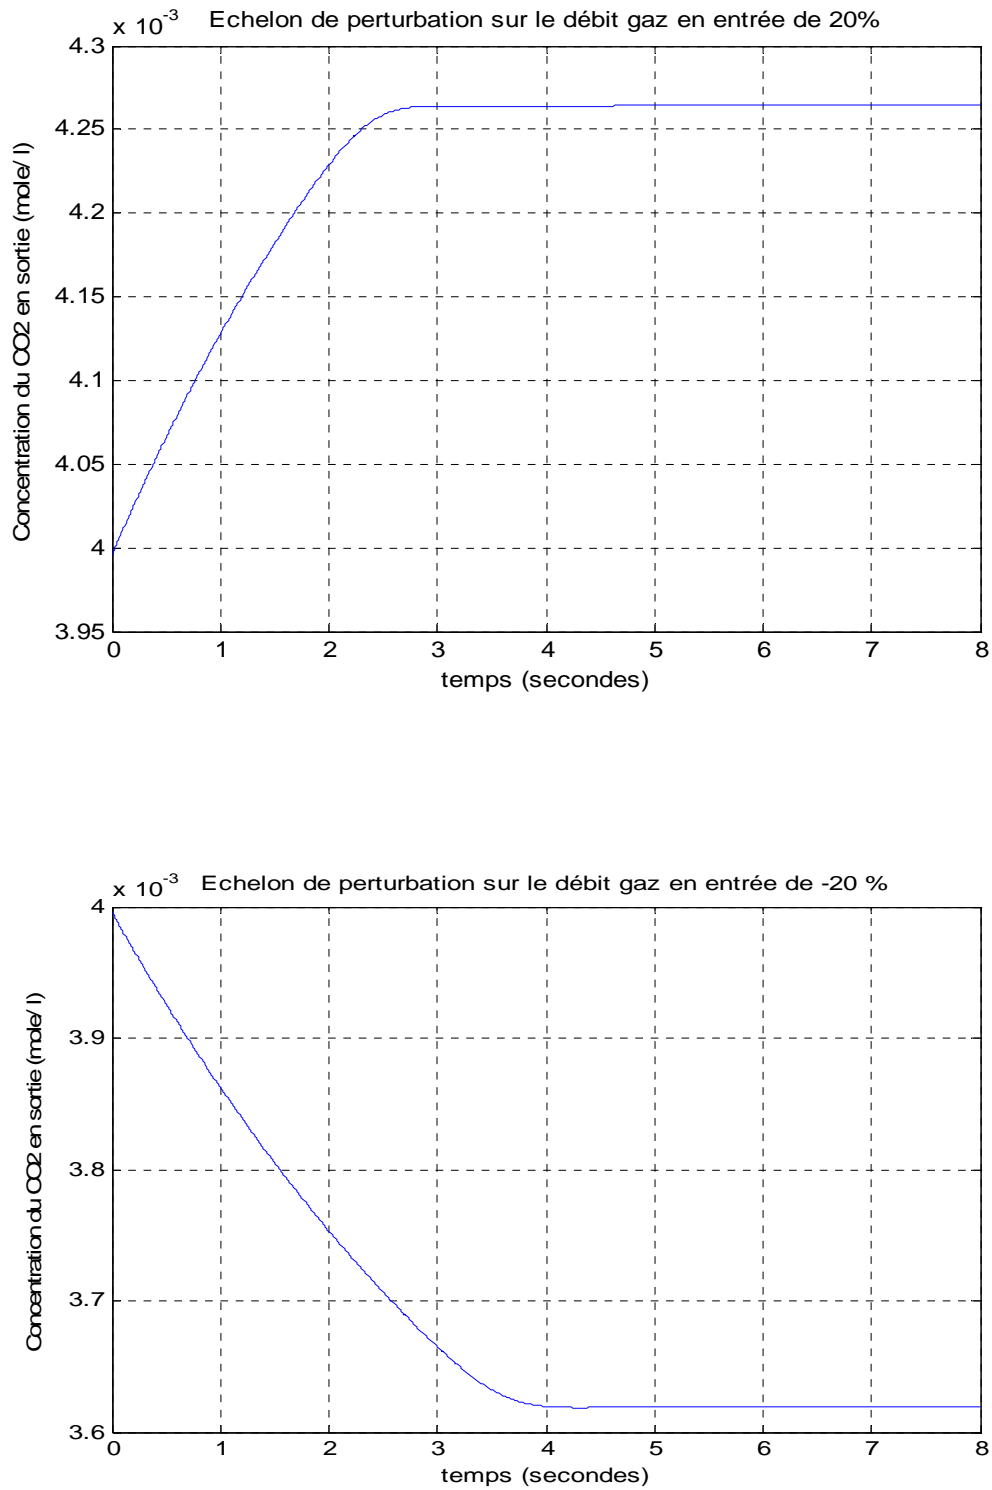 x 10-3 Echelon de perturbation sur le débit gaz en entrée de 20%
4.3
4.25
4.2
4.15
4.1
4.05
4
3.95
Concentration du CO2 en sortie (mole/ l)
0 1 2 3 4 5 6 7 8
temps (secondes)
x 10-3 Echelon de perturbation sur le débit gaz en entrée de -20 %
4
3.9
3.8
3.7
3.6
Concentration du CO2 en sortie (mole/ l)
0 1 2 3 4 5 6 7 8
temps (secondes)